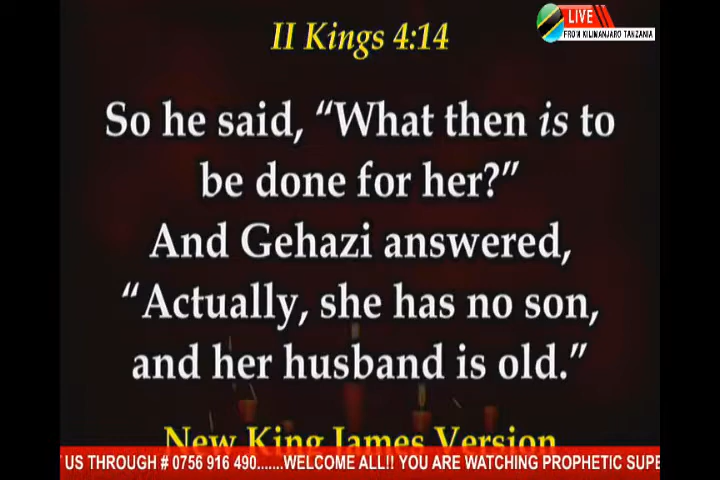 II Kings 4:14
LIVE
FROM KILIMANJARO TANZANIA
So he said, “What then is to
be done for her?”
And Gehazi answered,
“Actually, she has no son,
and her husband is old.”
New King James Version
US THROUGH # 0756 916 490.......WELCOME ALL!! YOU ARE WATCHING PROPHETIC SUPE